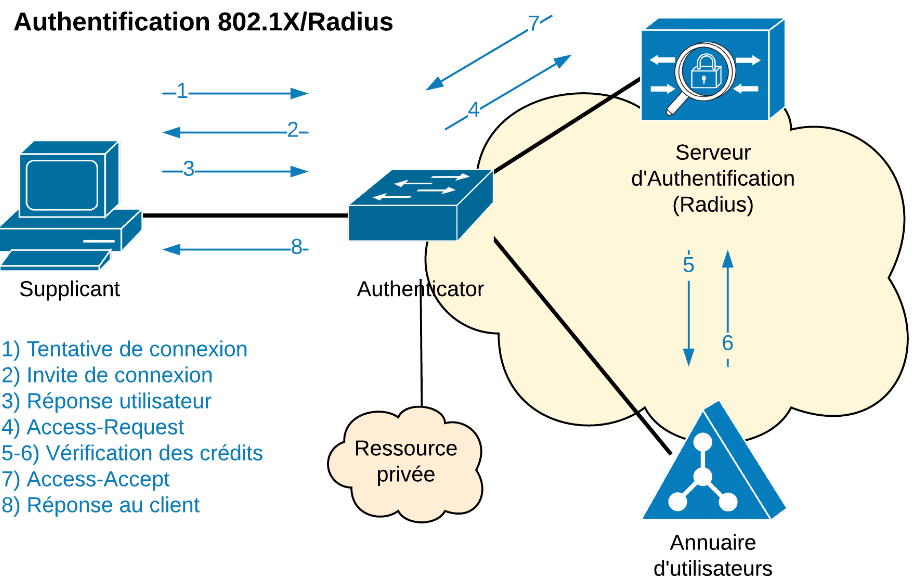 Authentification 802.1X/Radius
7
1
4
2
3
8
Supplicant
Authenticator
Serveur
d'Authentification
(Radius)
5
6
1) Tentative de connexion
2) Invite de connexion
3) Réponse utilisateur
4) Access-Request
5-6) Vérification des crédits
7) Access-Accept
8) Réponse au client
Ressource
privée
Annuaire
d'utilisateurs